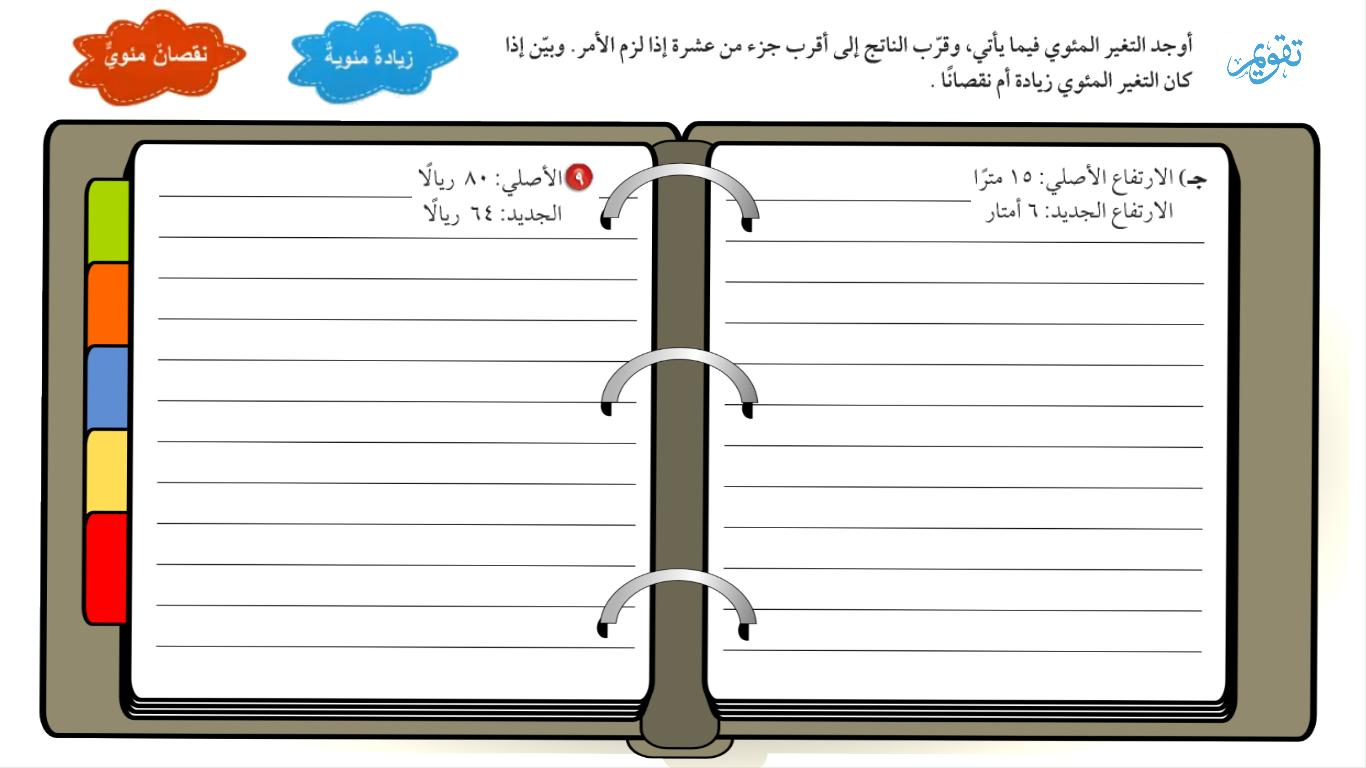 تقويم
أوجد التغير المئوي فيما يأتي، وقرّب الناتج إلى أقرب جزء من عشرة إذا لزم الأمر. وبيّن إذا
كان التغير المئوي زيادة أم نقصانًا .
زيادةٌ مئويةٌ
نقصانٌ مئويٌّ
جـ) الارتفاع الأصلي: ١٥ مترًا
الارتفاع الجديد: ٦ أمتار
٩ الأصلي: ٨٠ ريالًا
الجديد: ٦٤ ريالًا